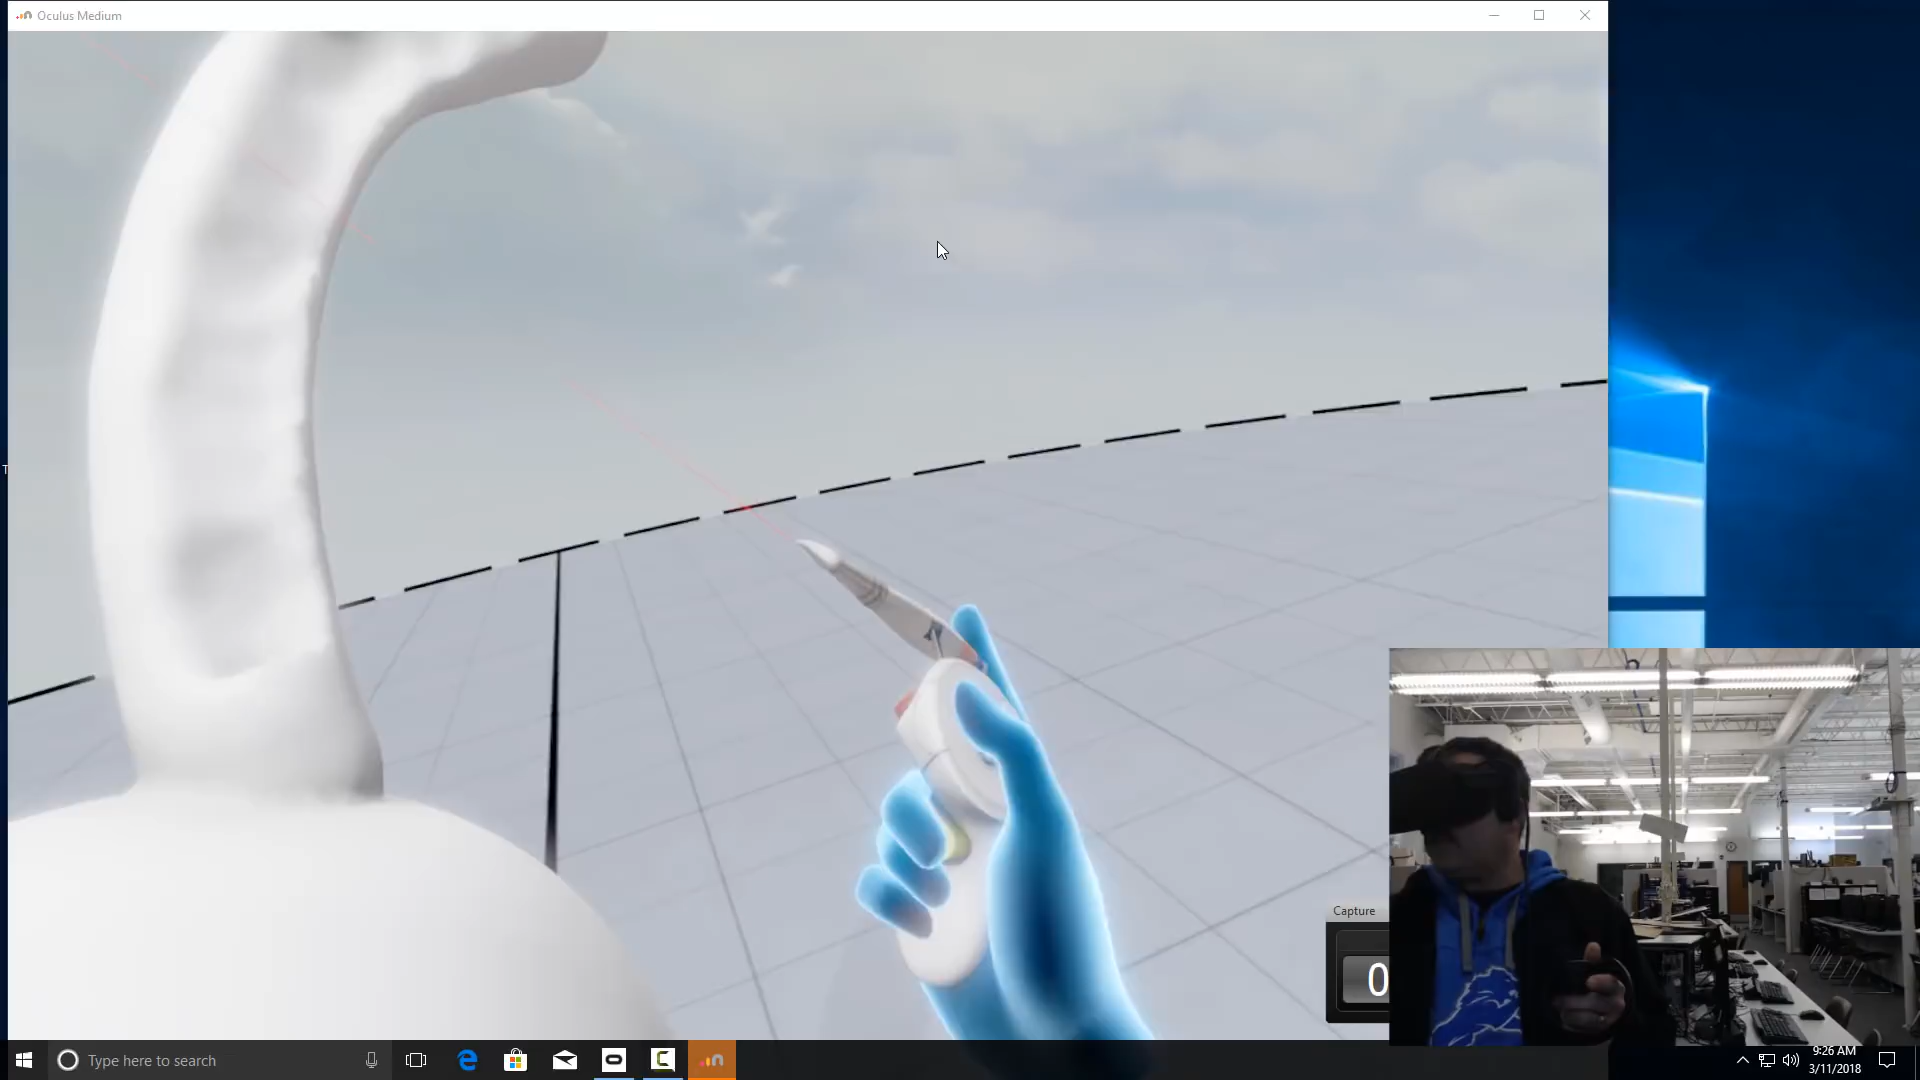 Oculus Medium
T
Capture
0
Type here to search
9:26 AM
3/11/2018